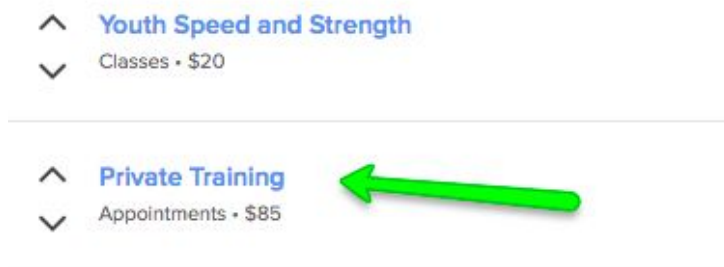 Youth Speed and Strength
Classes • $20
Private Training
Appointments • $85